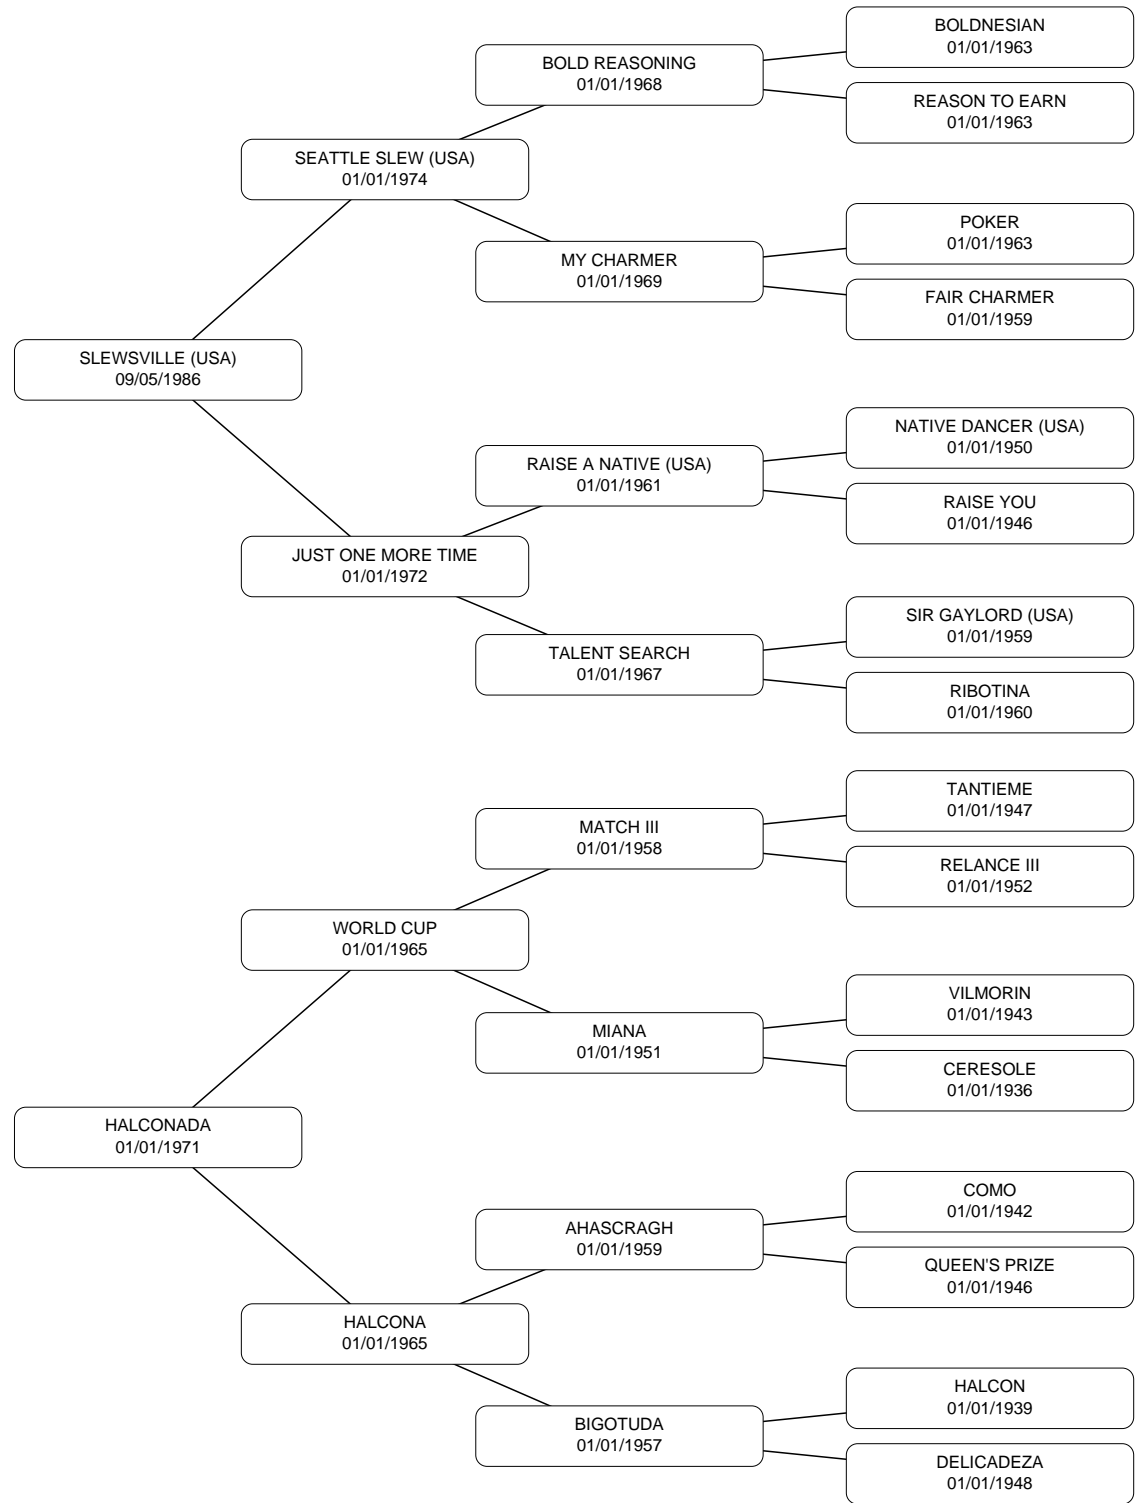 BOLDNESIAN
01/01/1963
BOLD REASONING
01/01/1968
REASON TO EARN
01/01/1963
SEATTLE SLEW (USA)
01/01/1974
POKER
01/01/1963
MY CHARMER
01/01/1969
FAIR CHARMER
01/01/1959
SLEWSVILLE (USA)
09/05/1986
NATIVE DANCER (USA)
01/01/1950
RAISE A NATIVE (USA)
01/01/1961
RAISE YOU
01/01/1946
JUST ONE MORE TIME
01/01/1972
SIR GAYLORD (USA)
01/01/1959
TALENT SEARCH
01/01/1967
RIBOTINA
01/01/1960
TANTIEME
01/01/1947
MATCH III
01/01/1958
RELANCE III
01/01/1952
WORLD CUP
01/01/1965
VILMORIN
01/01/1943
MIANA
01/01/1951
CERESOLE
01/01/1936
HALCONADA
01/01/1971
COMO
01/01/1942
AHASCRAGH
01/01/1959
QUEEN'S PRIZE
01/01/1946
HALCONA
01/01/1965
HALCON
01/01/1939
BIGOTUDA
01/01/1957
DELICADEZA
01/01/1948